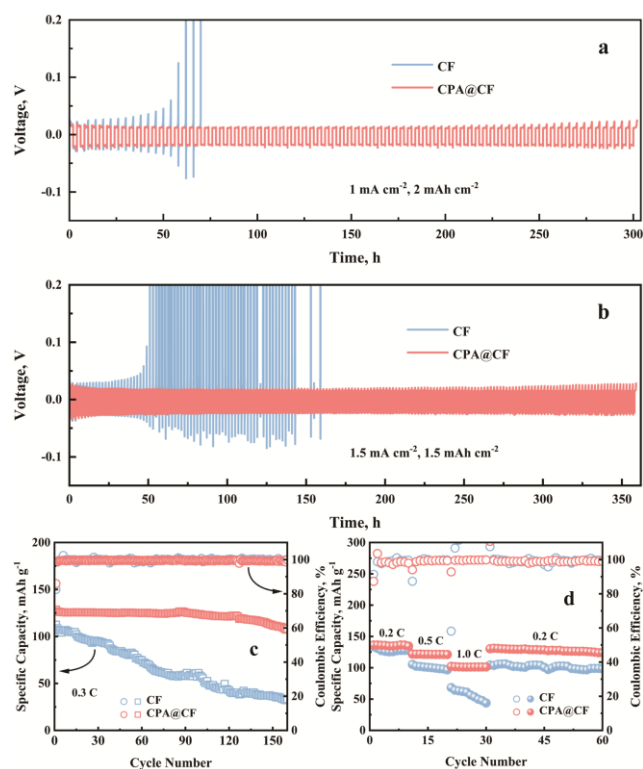 0.2
0.1
0.0
-0.1
Voltage, V
a
CF
CPA@CF
1 mA cm⁻², 2 mAh cm⁻²
0 50 100 150 200 250 300
Time, h
0.2
0.1
0.0
-0.1
Voltage, V
b
CF
CPA@CF
1.5 mA cm⁻², 1.5 mAh cm⁻²
0 50 100 150 200 250 300 350
Time, h
200
150
100
50
0
Specific Capacity, mAh g⁻¹
100
80
60
40
20
0
Coulombic Efficiency, %
c
0.3 C
CF
CPA@CF
0 30 60 90 120 150
Cycle Number
300
250
200
150
100
50
0
Specific Capacity, mAh g⁻¹
100
80
60
40
20
0
Coulombic Efficiency, %
d
0.2 C
0.5 C
1.0 C
0.2 C
CF
CPA@CF
0 15 30 45 60
Cycle Number